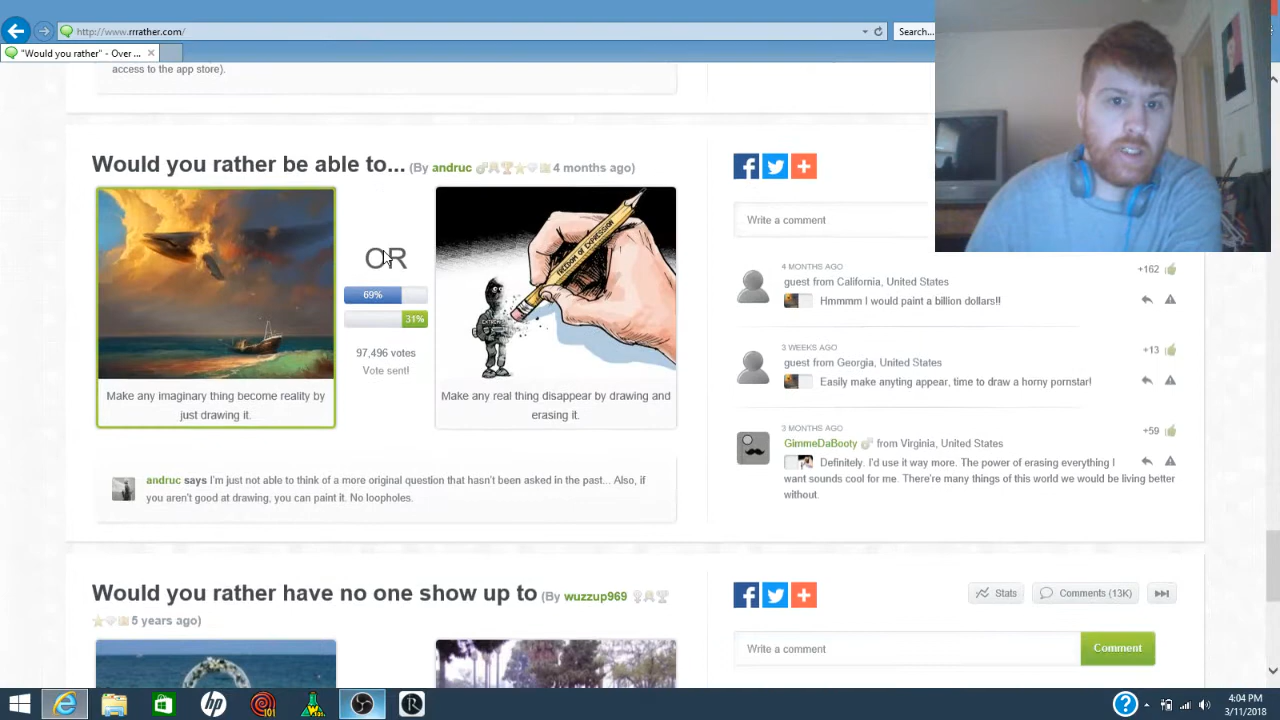 http://www.rrrather.com/
Search...
"Would you rather" - Over ...
access to the app store).
Would you rather be able to... (By andruc 4 months ago)
OR
69%
31%
97,496 votes
Vote sent!
FREEDOM OF EXPRESSION
Make any imaginary thing become reality by
just drawing it.
Make any real thing disappear by drawing and
erasing it.
andruc says I'm just not able to think of a more original question that hasn't been asked in the past... Also, if
you aren't good at drawing, you can paint it. No loopholes.
Write a comment
4 MONTHS AGO
+162
guest from California, United States
Hmmmm I would paint a billion dollars!!
3 WEEKS AGO
+13
guest from Georgia, United States
Easily make anyting appear, time to draw a horny pornstar!
3 MONTHS AGO
+59
GimmeDaBooty from Virginia, United States
Definitely. I'd use it way more. The power of erasing everything I
want sounds cool for me. There're many things of this world we would be living better
without.
Would you rather have no one show up to (By wuzzup969
5 years ago)
Stats
Comments (13K)
Write a comment
Comment
hp
101
R
4:04 PM
3/11/2018